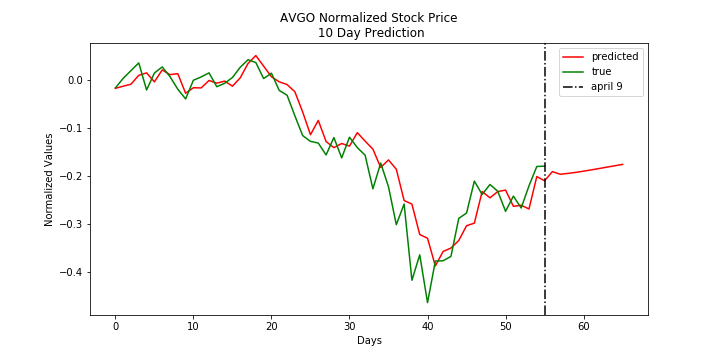 AVGO Normalized Stock Price
10 Day Prediction
predicted
true
april 9
0.0
−0.1
−0.2
−0.3
−0.4
Normalized Values
0
10
20
30
40
50
60
Days